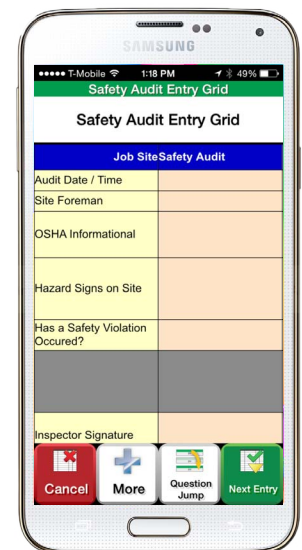 SAMSUNG
T-Mobile 1:18 PM 49%
Safety Audit Entry Grid
Safety Audit Entry Grid
Job SiteSafety Audit
Audit Date / Time
Site Foreman
OSHA Informational
Hazard Signs on Site
Has a Safety Violation
Occured?
Inspector Signature
Cancel
More
Question
Jump
Next Entry